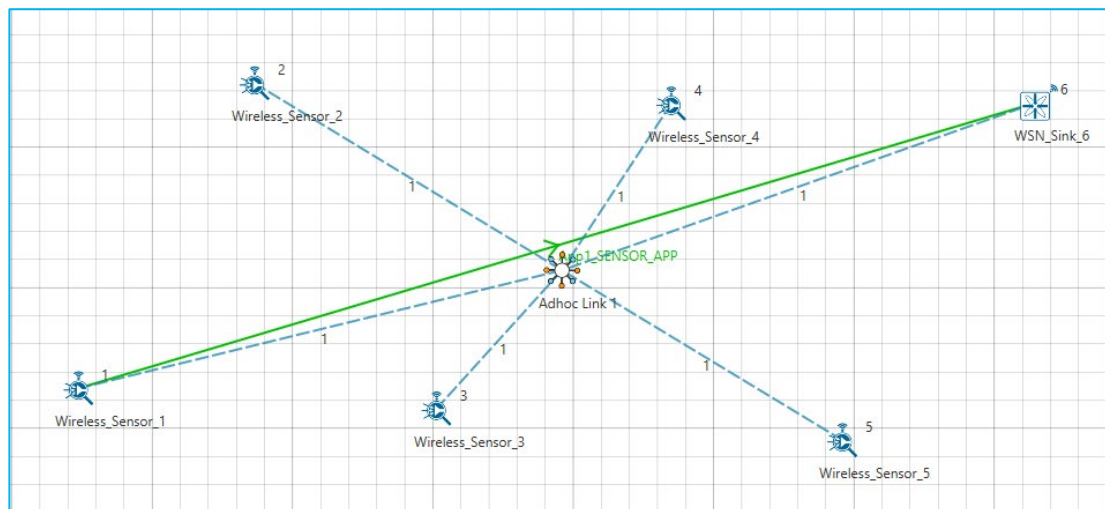 2
Wireless_Sensor_2
4
Wireless_Sensor_4
6
WSN_Sink_6
1
1
1
App1_SENSOR_APP
Adhoc Link 1
1
1
1
1
Wireless_Sensor_1
3
Wireless_Sensor_3
5
Wireless_Sensor_5